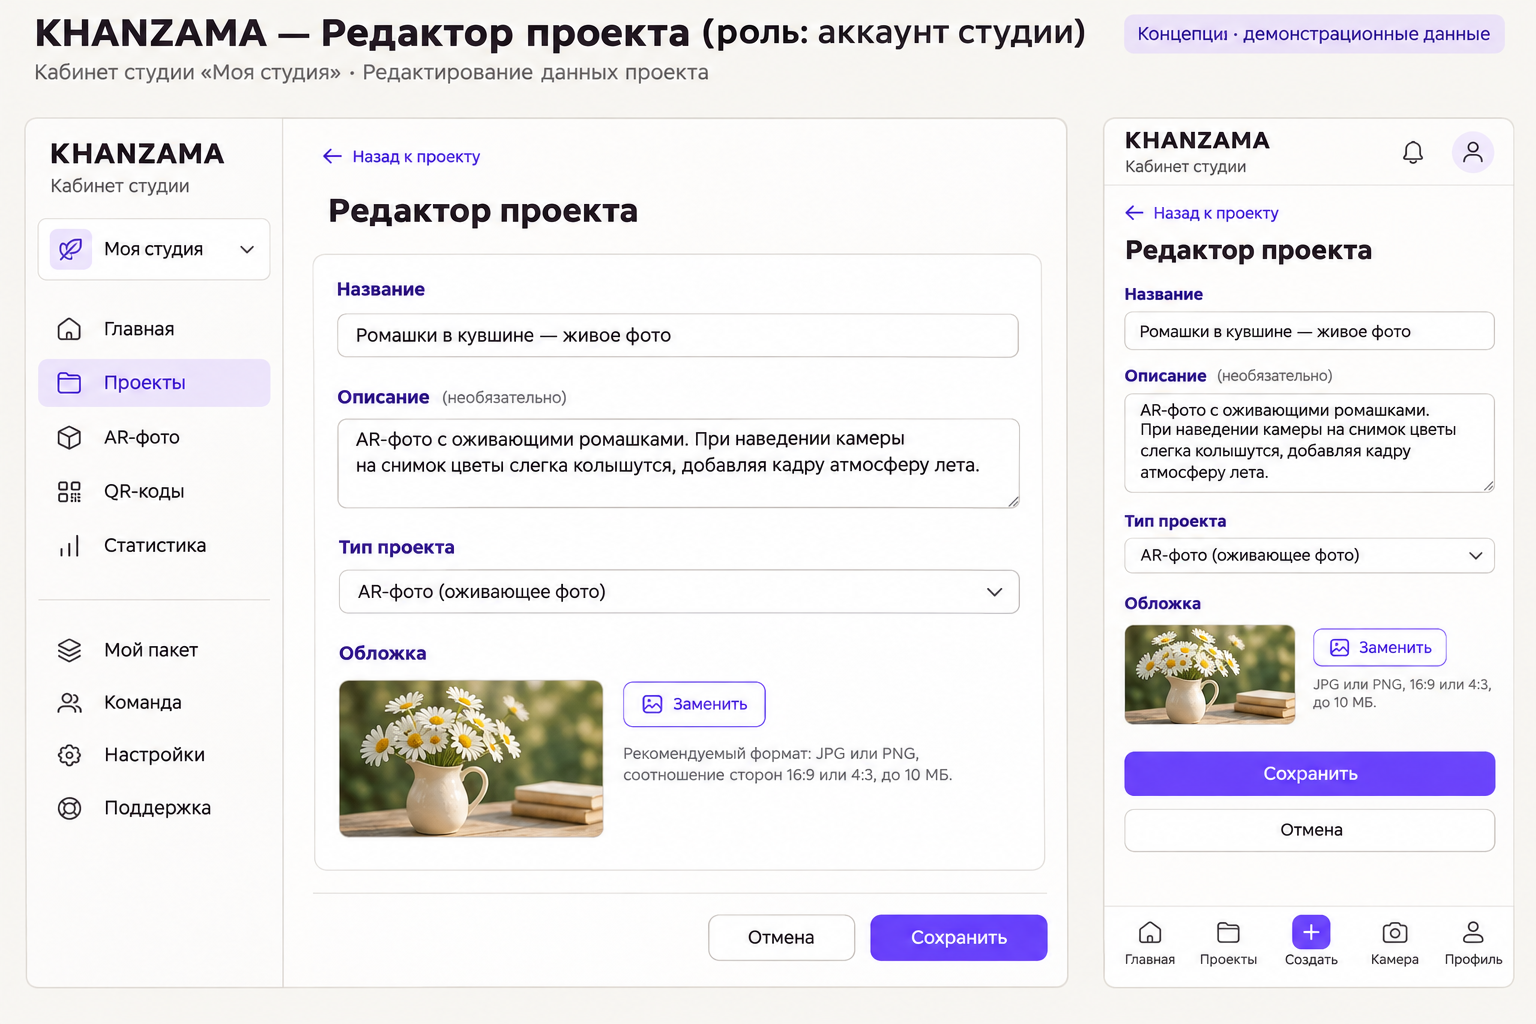 KHANZAMA — Редактор проекта (роль: аккаунт студии)
Концепции · демонстрационные данные
Кабинет студии «Моя студия» · Редактирование данных проекта
KHANZAMA
Кабинет студии
Моя студия
Главная
Проекты
AR-фото
QR-коды
Статистика
Мой пакет
Команда
Настройки
Поддержка
Назад к проекту
Редактор проекта
Название
Ромашки в кувшине — живое фото
Описание (необязательно)
AR-фото с оживающими ромашками. При наведении камеры
на снимок цветы слегка колышутся, добавляя кадру атмосферу лета.
Тип проекта
AR-фото (оживающее фото)
Обложка
Заменить
Рекомендуемый формат: JPG или PNG,
соотношение сторон 16:9 или 4:3, до 10 МБ.
Отмена
Сохранить
KHANZAMA
Кабинет студии
Назад к проекту
Редактор проекта
Название
Ромашки в кувшине — живое фото
Описание (необязательно)
AR-фото с оживающими ромашками.
При наведении камеры на снимок цветы
слегка колышутся, добавляя кадру
атмосферу лета.
Тип проекта
AR-фото (оживающее фото)
Обложка
Заменить
JPG или PNG, 16:9 или 4:3,
до 10 МБ.
Сохранить
Отмена
Главная
Проекты
Создать
Камера
Профиль